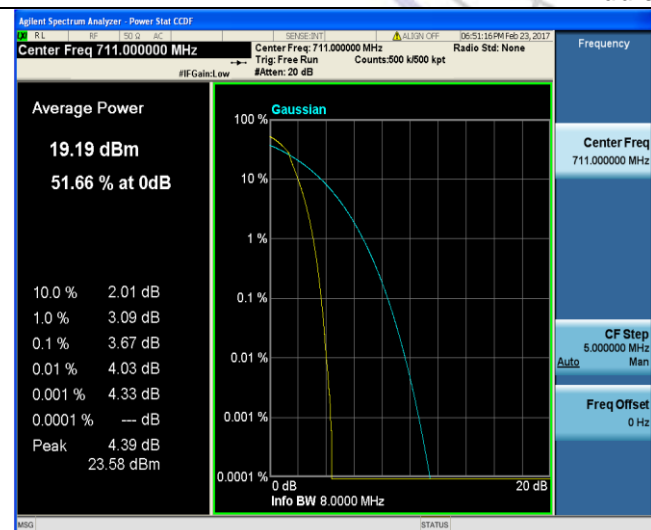 Agilent Spectrum Analyzer - Power Stat CCDF
RL RF 50 Ω AC SENSE:INT ALIGN OFF 06:51:16PM Feb 23, 2017
Center Freq 711.000000 MHz
Center Freq: 711.000000 MHz Radio Std: None
Trig: Free Run Counts:500 k/500 kpt
#IFGain:Low #Atten: 20 dB
Frequency
Average Power
19.19 dBm
51.66 % at 0dB
10.0 % 2.01 dB
1.0 % 3.09 dB
0.1 % 3.67 dB
0.01 % 4.03 dB
0.001 % 4.33 dB
0.0001 % --- dB
Peak 4.39 dB
23.58 dBm
Gaussian
100 %
10 %
1 %
0.1 %
0.01 %
0.001 %
0.0001 %
0 dB 20 dB
Info BW 8.0000 MHz
Center Freq
711.000000 MHz
CF Step
5.000000 MHz
Auto Man
Freq Offset
0 Hz
MSG STATUS